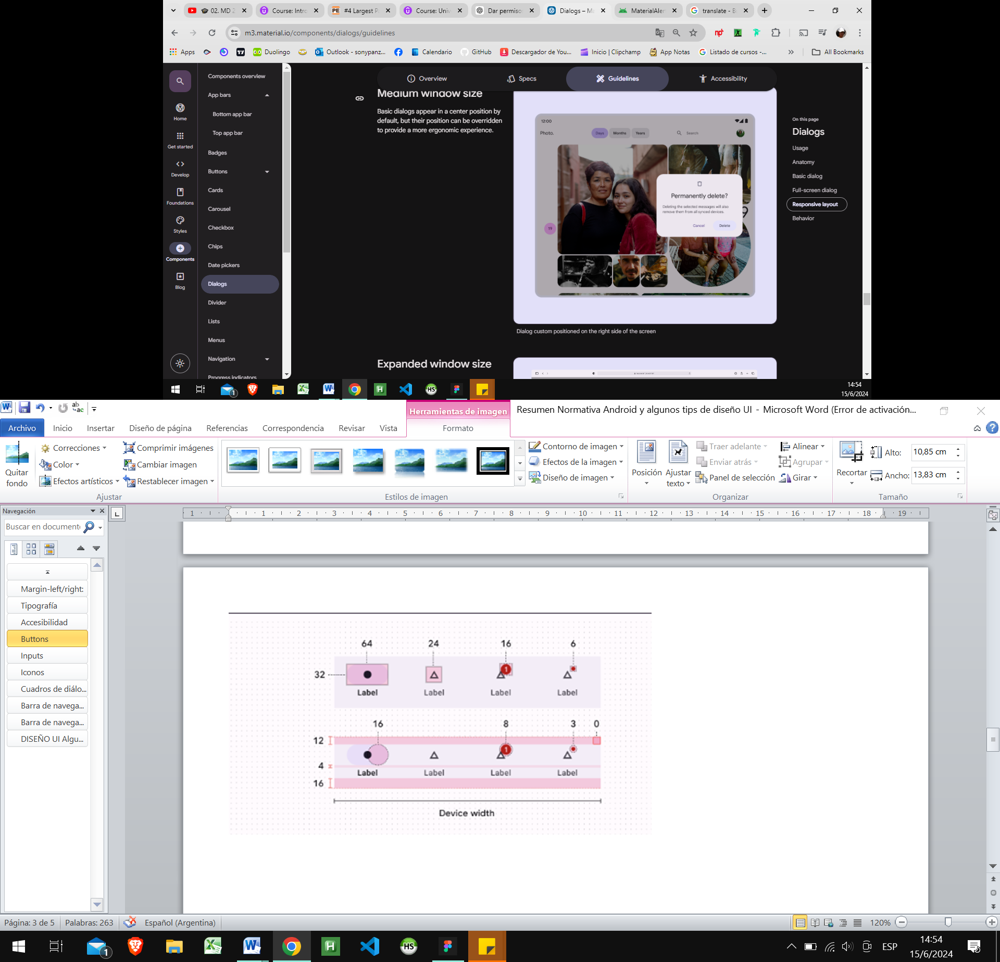 02. MD 2
Course: Intro
#4 Largest P
Course: Univ
Dar permiso
Dialogs – M
MaterialAler
translate - B
m3.material.io/components/dialogs/guidelines
Apps
Duolingo
Outlook - sonypanz...
Calendario
GitHub
Descargador de You...
Inicio | Clipchamp
App Notas
Listado de cursos -...
»
All Bookmarks
Home
Get started
Develop
Foundations
Styles
Components
Blog
Components overview
App bars
Bottom app bar
Top app bar
Badges
Buttons
Cards
Carousel
Checkbox
Chips
Date pickers
Dialogs
Divider
Lists
Menus
Navigation
Progress indicators
Overview
Specs
Guidelines
Accessibility
Medium window size
Basic dialogs appear in a center position by
default, but their position can be overridden
to provide a more ergonomic experience.
12:00
Photo.
Days
Months
Years
Search
19
Permanently delete?
Deleting the selected messages will also
remove them from all synced devices.
Cancel
Delete
Dialog custom positioned on the right side of the screen
Expanded window size
On this page
Dialogs
Usage
Anatomy
Basic dialog
Full-screen dialog
Responsive layout
Behavior
1
HS
14:54
15/6/2024
Herramientas de imagen
Resumen Normativa Android y algunos tips de diseño UI - Microsoft Word (Error de activación...
Archivo
Inicio
Insertar
Diseño de página
Referencias
Correspondencia
Revisar
Vista
Formato
Quitar
fondo
Correcciones
Color
Efectos artísticos
Comprimir imágenes
Cambiar imagen
Restablecer imagen
Ajustar
Estilos de imagen
Contorno de imagen
Efectos de la imagen
Diseño de imagen
Posición
Ajustar
texto
Traer adelante
Enviar atrás
Panel de selección
Alinear
Agrupar
Girar
Organizar
Recortar
Alto:
10,85 cm
Ancho:
13,83 cm
Tamaño
Navegación
Buscar en document
Margin-left/right:
Tipografía
Accesibilidad
Buttons
Inputs
Iconos
Cuadros de diálo...
Barra de navega...
Barra de navega...
DISEÑO UI Algu...
1 1 2 3 4 5 6 7 8 9 10 11 12 13 14 15 16 17 18 19
64 24 16 6
32
1
Label Label Label Label
16 8 3 0
12
1
4
Label Label Label Label
16
Device width
Página: 3 de 5
Palabras: 263
Español (Argentina)
120%
1
HS
ESP
14:54
15/6/2024